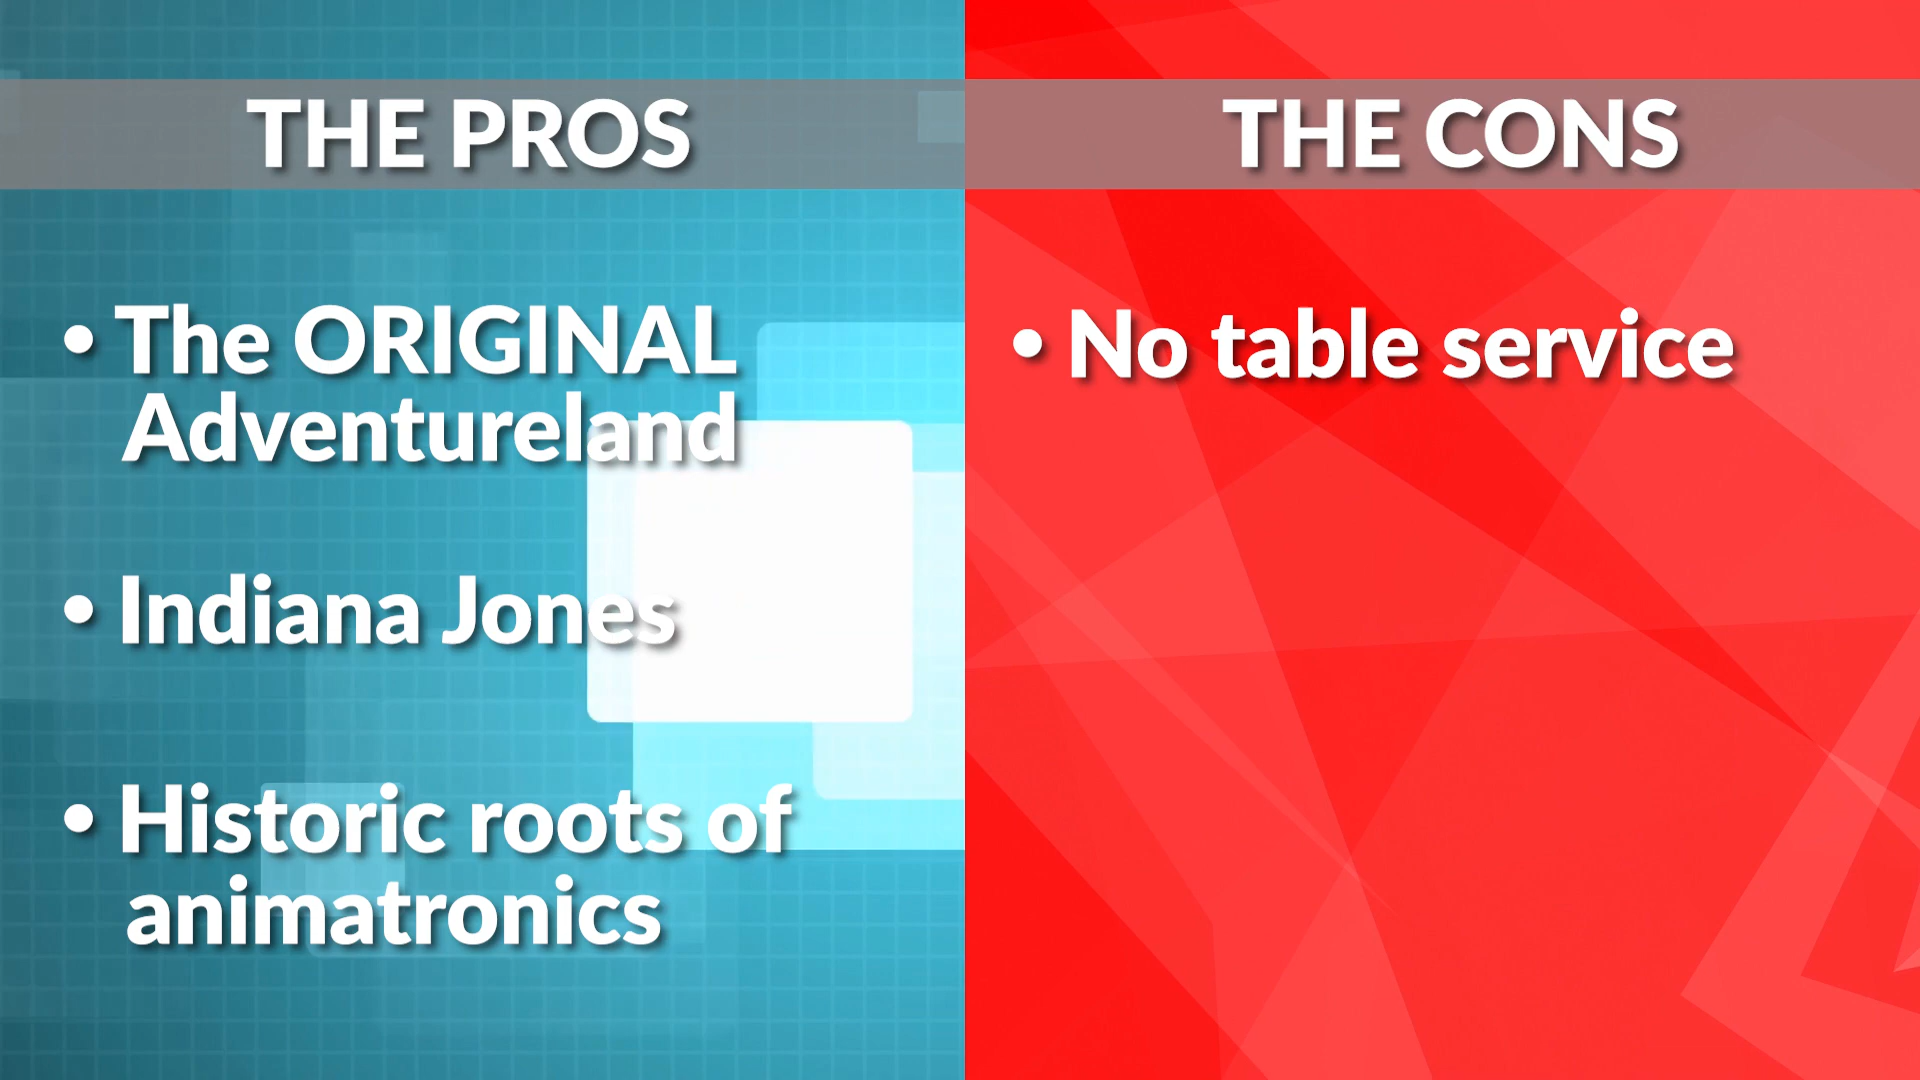 THE PROS
• The ORIGINAL
Adventureland
• Indiana Jones
• Historic roots of
animatronics
THE CONS
• No table service